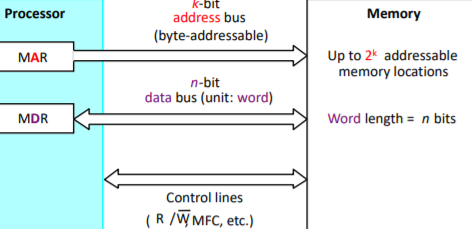 Processor
k-bit
address bus
(byte-addressable)
Memory
MAR
Up to 2ᵏ addressable
memory locations
n-bit
data bus (unit: word)
MDR
Word length = n bits
Control lines
( R / W̅ MFC, etc.)